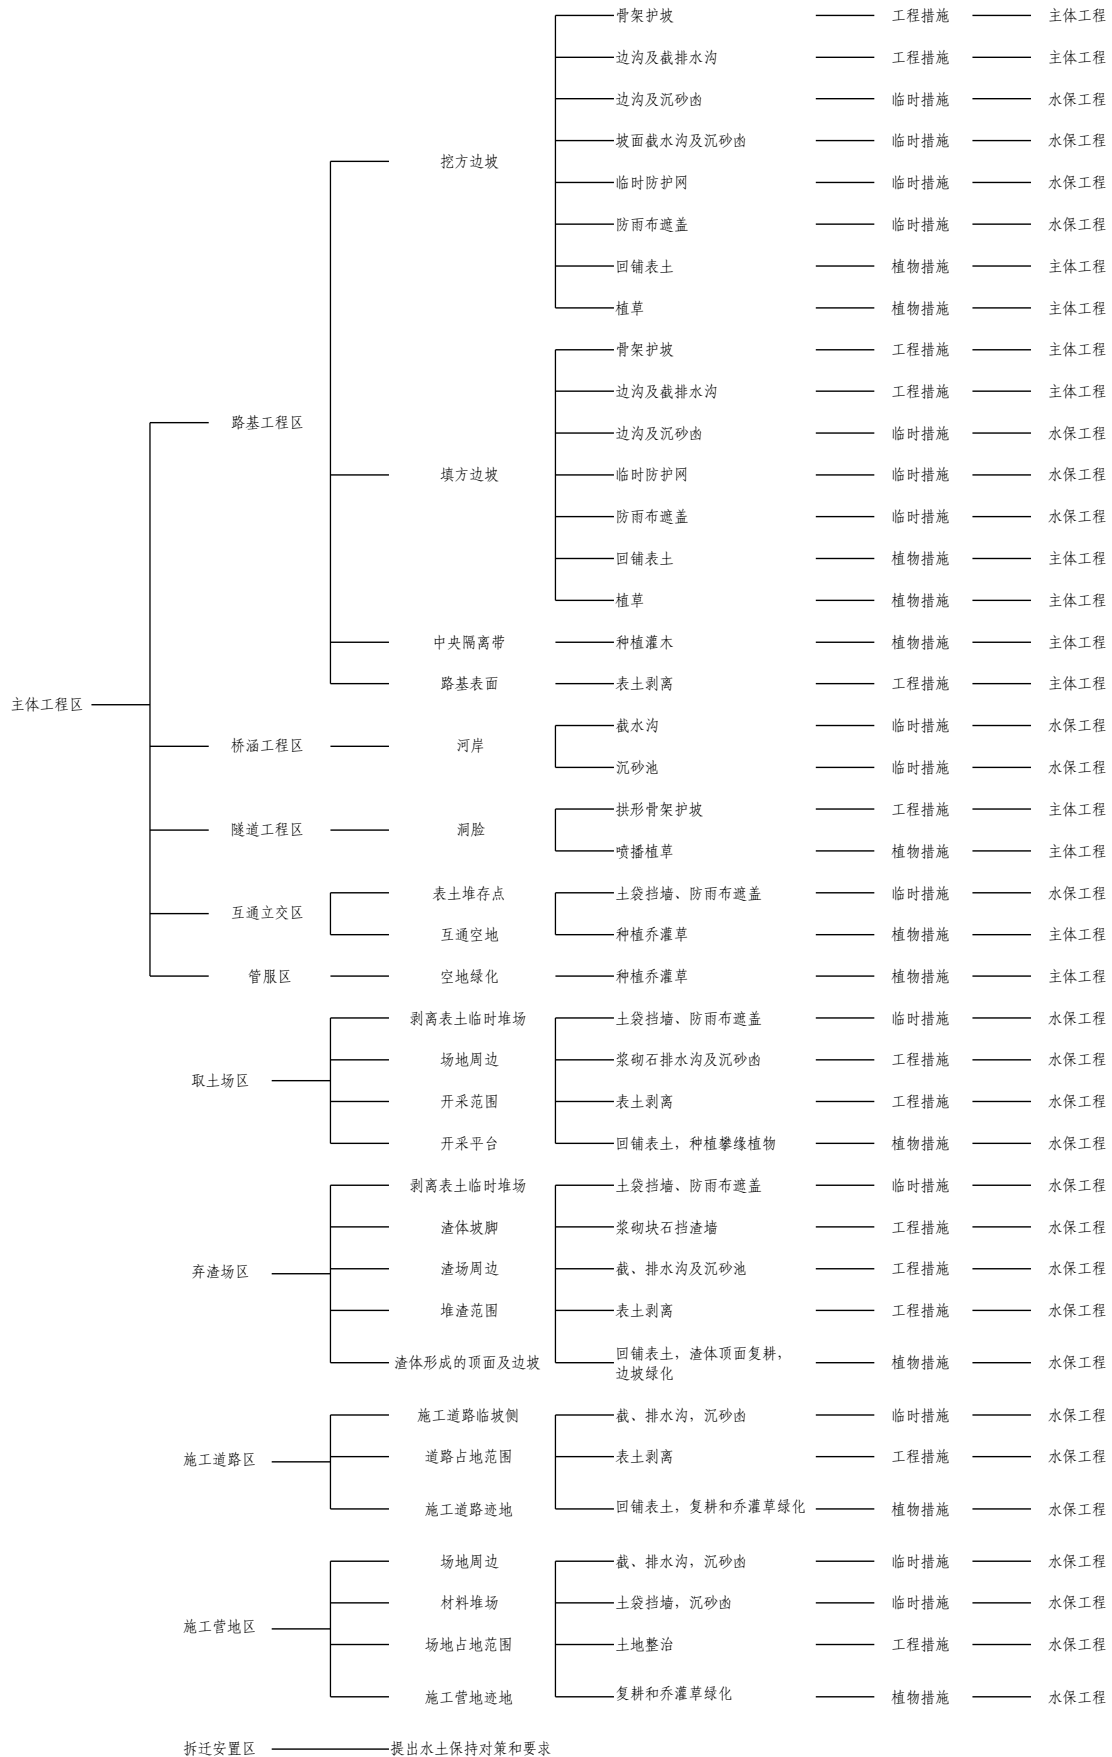 骨架护坡 工程措施 主体工程
边沟及截排水沟 工程措施 主体工程
边沟及沉砂凼 临时措施 水保工程
坡面截水沟及沉砂凼 临时措施 水保工程
挖方边坡
临时防护网 临时措施 水保工程
防雨布遮盖 临时措施 水保工程
回铺表土 植物措施 主体工程
植草 植物措施 主体工程
骨架护坡 工程措施 主体工程
边沟及截排水沟 工程措施 主体工程
路基工程区
边沟及沉砂凼 临时措施 水保工程
填方边坡 临时防护网 临时措施 水保工程
防雨布遮盖 临时措施 水保工程
回铺表土 植物措施 主体工程
植草 植物措施 主体工程
中央隔离带 种植灌木 植物措施 主体工程
路基表面 表土剥离 工程措施 主体工程
主体工程区
截水沟 临时措施 水保工程
桥涵工程区 河岸
沉砂池 临时措施 水保工程
拱形骨架护坡 工程措施 主体工程
隧道工程区 洞脸
喷播植草 植物措施 主体工程
表土堆存点 土袋挡墙、防雨布遮盖 临时措施 水保工程
互通立交区
互通空地 种植乔灌草 植物措施 主体工程
管服区 空地绿化 种植乔灌草 植物措施 主体工程
剥离表土临时堆场 土袋挡墙、防雨布遮盖 临时措施 水保工程
场地周边 浆砌石排水沟及沉砂凼 工程措施 水保工程
取土场区
开采范围 表土剥离 工程措施 水保工程
开采平台 回铺表土，种植攀缘植物 植物措施 水保工程
剥离表土临时堆场 土袋挡墙、防雨布遮盖 临时措施 水保工程
渣体坡脚 浆砌块石挡渣墙 工程措施 水保工程
弃渣场区
渣场周边 截、排水沟及沉砂池 工程措施 水保工程
堆渣范围 表土剥离 工程措施 水保工程
渣体形成的顶面及边坡 回铺表土，渣体顶面复耕，
边坡绿化 植物措施 水保工程
施工道路临坡侧 截、排水沟，沉砂凼 临时措施 水保工程
施工道路区 道路占地范围 表土剥离 工程措施 水保工程
施工道路迹地 回铺表土，复耕和乔灌草绿化 植物措施 水保工程
场地周边 截、排水沟，沉砂凼 临时措施 水保工程
材料堆场 土袋挡墙，沉砂凼 临时措施 水保工程
施工营地区
场地占地范围 土地整治 工程措施 水保工程
施工营地迹地 复耕和乔灌草绿化 植物措施 水保工程
拆迁安置区 提出水土保持对策和要求